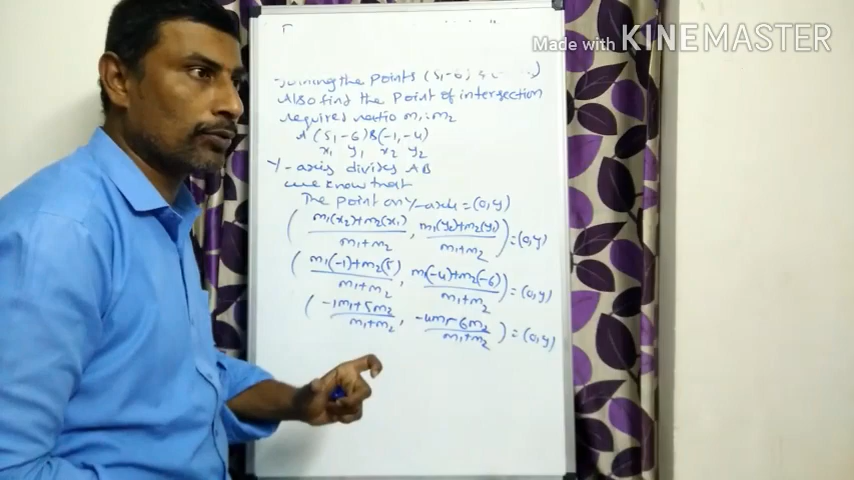 Made with KINEMASTER
Joining the points (5,-6)
Also find the point of intersection
required ratio m₁:m₂
A (5,-6) & (-1,-4)
x₁ y₁ x₂ y₂
Y-axis divides AB
we know that
The point on Y-axis = (0,y)
( m₁(x₂)+m₂(x₁) / m₁+m₂ , m₁(y₂)+m₂(y₁) / m₁+m₂ ) = (0,y)
( m₁(-1)+m₂(5) / m₁+m₂ , m₁(-4)+m₂(-6) / m₁+m₂ ) = (0,y)
( -1m₁+5m₂ / m₁+m₂ , -4m₁-6m₂ / m₁+m₂ ) = (0,y)